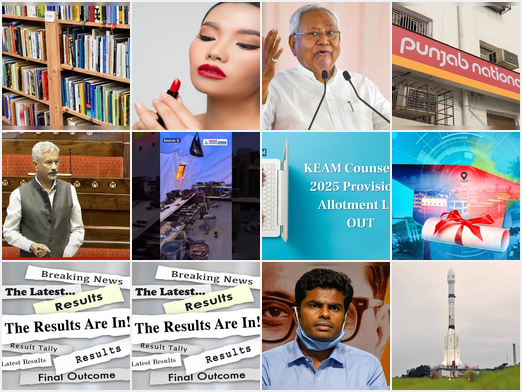 punjab nationa
KEAM Counse
2025 Provisio
Allotment L
OUT
Breaking News
The Latest...
Results
The Results Are In!
Result Tally
Results
Latest Results
Final Outcome
Breaking News
The Latest...
Results
The Results Are In!
Result Tally
Results
Latest Results
Final Outcome